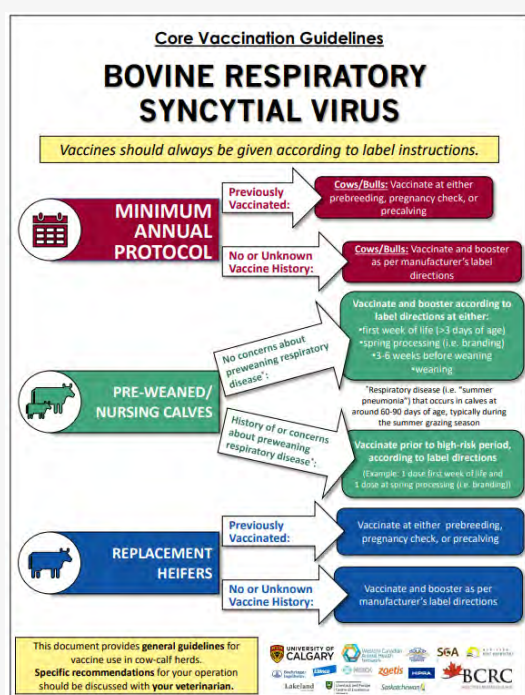 Core Vaccination Guidelines
BOVINE RESPIRATORY
SYNCYTIAL VIRUS
Vaccines should always be given according to label instructions.
MINIMUM
ANNUAL
PROTOCOL
Previously
Vaccinated:
Cows/Bulls: Vaccinate at either
prebreeding, pregnancy check, or
precalving
No or Unknown
Vaccine History:
Cows/Bulls: Vaccinate and booster
as per manufacturer's label
directions
PRE-WEANED/
NURSING CALVES
No concerns about
preweaning respiratory
disease*:
Vaccinate and booster according to
label directions at either:
•first week of life (>3 days of age)
•spring processing (i.e. branding)
•3-6 weeks before weaning
•weaning
*Respiratory disease (i.e. "summer
pneumonia") that occurs in calves at
around 60-90 days of age, typically during
the summer grazing season
History of or concerns
about preweaning
respiratory disease*:
Vaccinate prior to high-risk period,
according to label directions
(Example: 1 dose first week of life and
1 dose at spring processing (i.e. branding))
REPLACEMENT
HEIFERS
Previously
Vaccinated:
Vaccinate at either prebreeding,
pregnancy check, or precalving
No or Unknown
Vaccine History:
Vaccinate and booster as per
manufacturer's label directions
This document provides general guidelines for
vaccine use in cow-calf herds.
Specific recommendations for your operation
should be discussed with your veterinarian.
UNIVERSITY OF
CALGARY
Western Canadian
Animal Health
Network
SGA
zoetis
HIPRA
Lakeland
Saskatchewan
BCRC